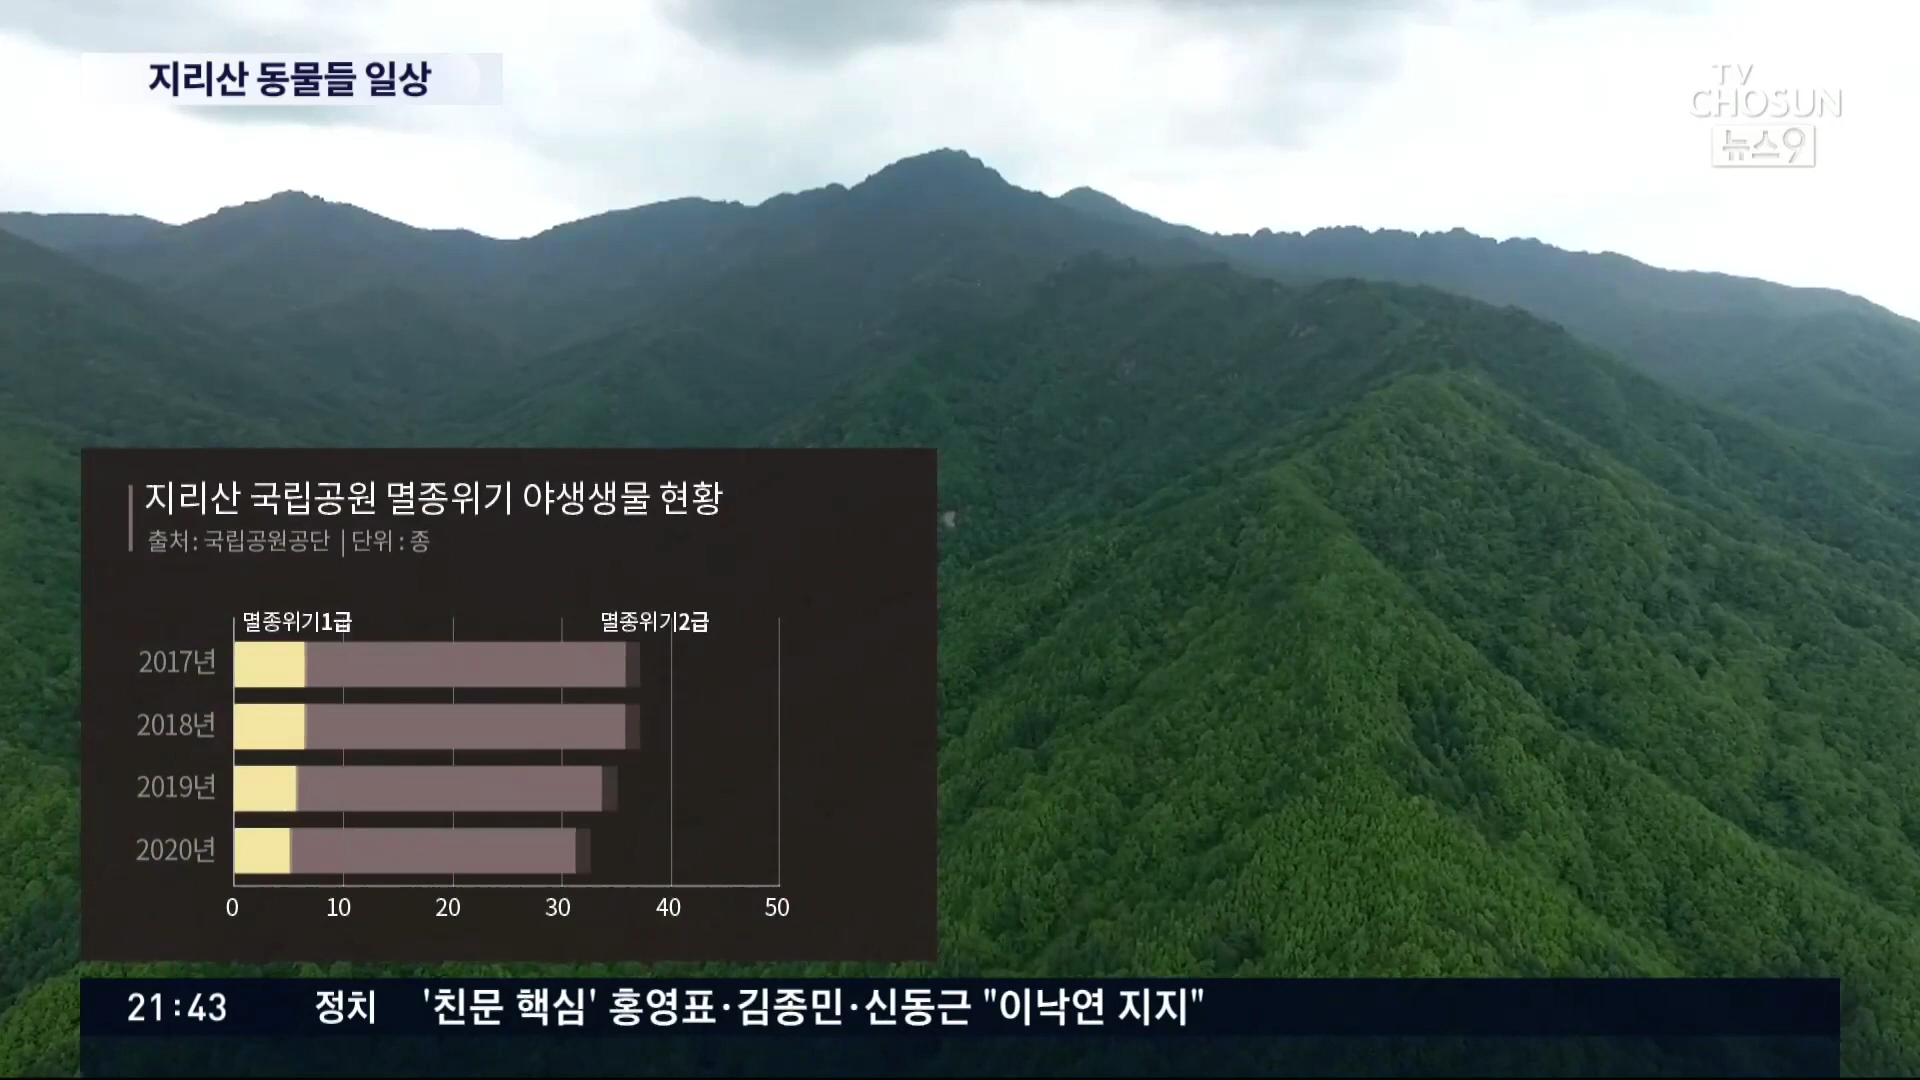 지리산 동물들 일상
TV
CHOSUN
뉴스9
지리산 국립공원 멸종위기 야생생물 현황
출처 : 국립공원공단 | 단위 : 종
멸종위기1급 멸종위기2급
2017년
2018년
2019년
2020년
0 10 20 30 40 50
21:43 정치 '친문 핵심' 홍영표·김종민·신동근 "이낙연 지지"